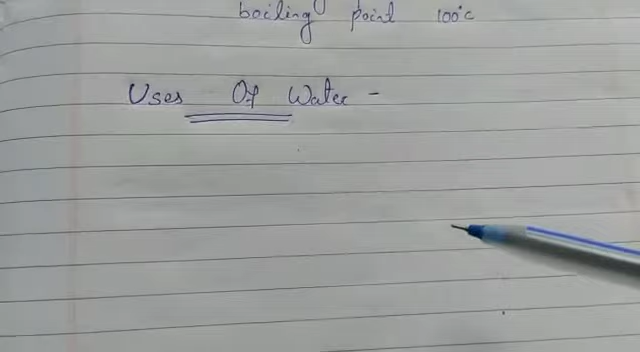 boiling point 100°C
Uses Of Water -